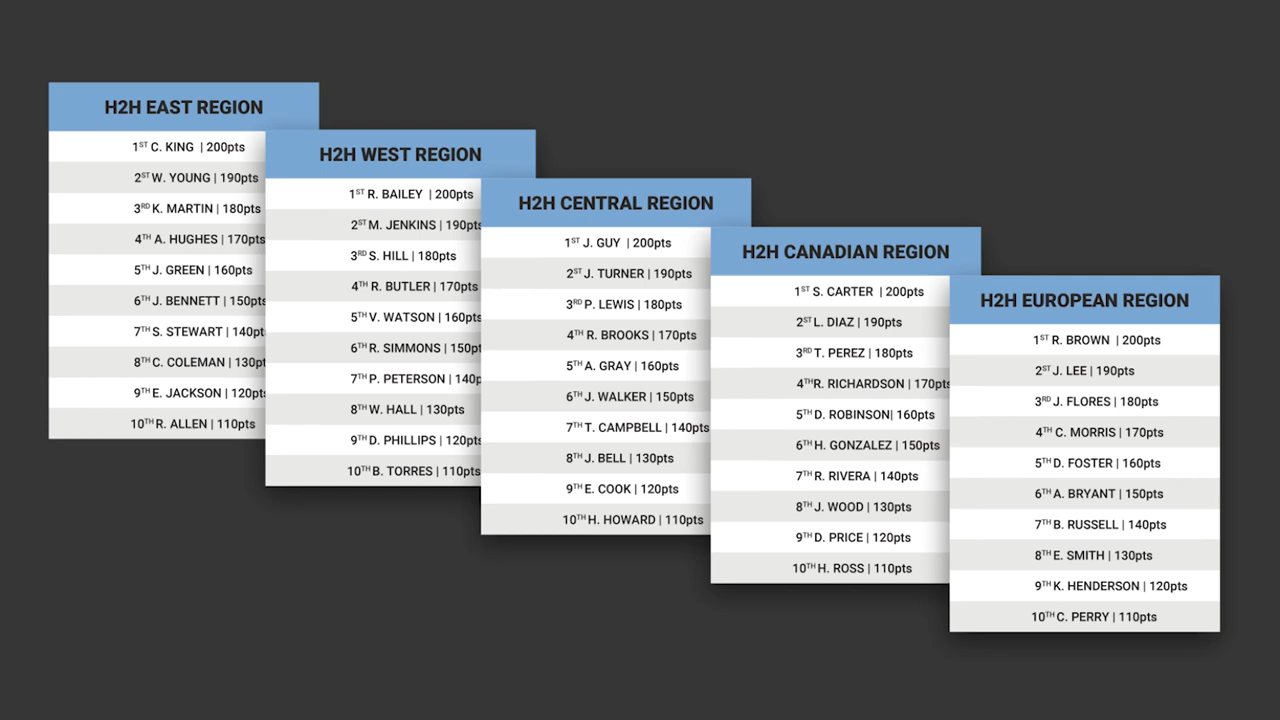 H2H EAST REGION
1ST C. KING | 200pts
2ST W. YOUNG | 190pts
3RD K. MARTIN | 180pts
4TH A. HUGHES | 170pts
5TH J. GREEN | 160pts
6TH J. BENNETT | 150pts
7TH S. STEWART | 140pt
8TH C. COLEMAN | 130pt
9TH E. JACKSON | 120pts
10TH R. ALLEN | 110pts
H2H WEST REGION
1ST R. BAILEY | 200pts
2ST M. JENKINS | 190pts
3RD S. HILL | 180pts
4TH R. BUTLER | 170pts
5TH V. WATSON | 160pts
6TH R. SIMMONS | 150pt
7TH P. PETERSON | 140p
8TH W. HALL | 130pts
9TH D. PHILLIPS | 120pts
10TH B. TORRES | 110pts
H2H CENTRAL REGION
1ST J. GUY | 200pts
2ST J. TURNER | 190pts
3RD P. LEWIS | 180pts
4TH R. BROOKS | 170pts
5TH A. GRAY | 160pts
6TH J. WALKER | 150pts
7TH T. CAMPBELL | 140pts
8TH J. BELL | 130pts
9TH E. COOK | 120pts
10TH H. HOWARD | 110pts
H2H CANADIAN REGION
1ST S. CARTER | 200pts
2ST L. DIAZ | 190pts
3RD T. PEREZ | 180pts
4TH R. RICHARDSON | 170pts
5TH D. ROBINSON| 160pts
6TH H. GONZALEZ | 150pts
7TH R. RIVERA | 140pts
8TH J. WOOD | 130pts
9TH D. PRICE | 120pts
10TH H. ROSS | 110pts
H2H EUROPEAN REGION
1ST R. BROWN | 200pts
2ST J. LEE | 190pts
3RD J. FLORES | 180pts
4TH C. MORRIS | 170pts
5TH D. FOSTER | 160pts
6TH A. BRYANT | 150pts
7TH B. RUSSELL | 140pts
8TH E. SMITH | 130pts
9TH K. HENDERSON | 120pts
10TH C. PERRY | 110pts